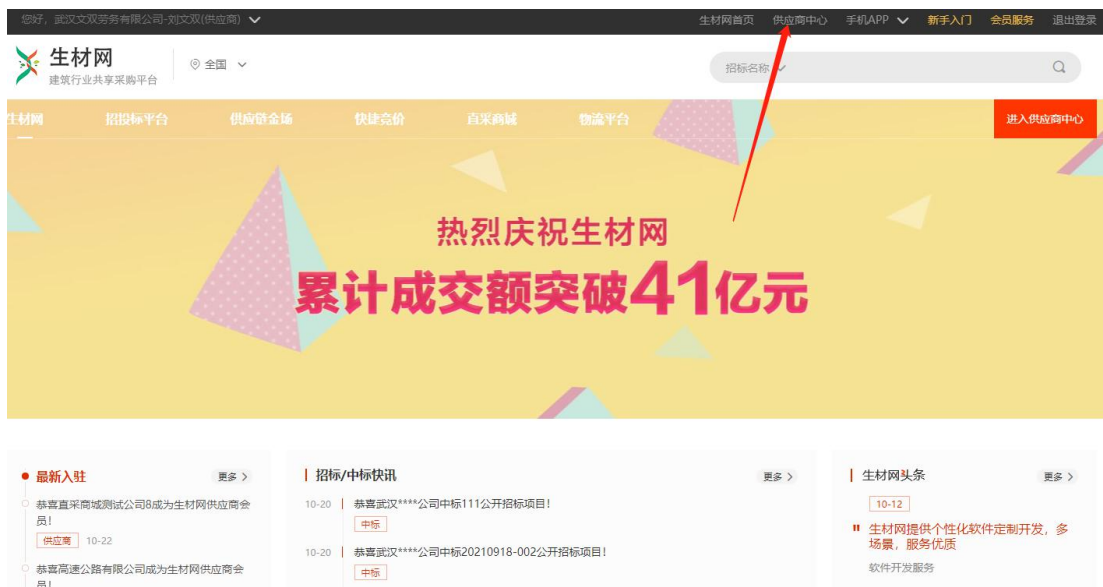 您好, 武汉文双劳务有限公司-刘文双(供应商)
生材网首页 供应商中心 手机APP 新手入门 会员服务 退出登录
生材网
建筑行业共享采购平台
全国
招标名称
生材网 招投标平台 供应链金场 快捷竞价 直采商城 物流平台 进入供应商中心
热烈庆祝生材网
累计成交额突破41亿元
最新入驻 更多 >
恭喜直采商城测试公司8成为生材网供应商会
员!
供应商 10-22
恭喜高速公路有限公司成为生材网供应商会
员!
招标/中标快讯 更多 >
10-20 恭喜武汉****公司中标111公开招标项目!
中标
10-20 恭喜武汉****公司中标20210918-002公开招标项目!
中标
生材网头条 更多 >
10-12
生材网提供个性化软件定制开发，多
场景，服务优质
软件开发服务